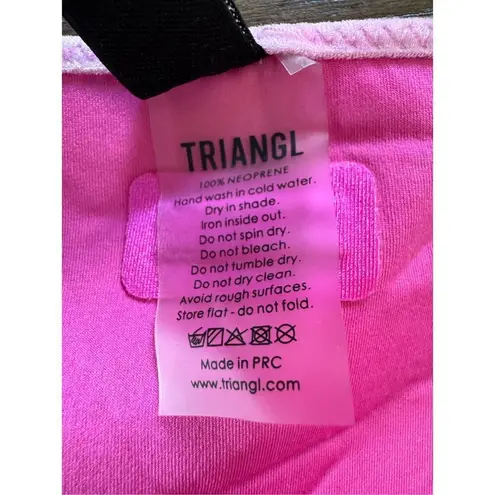 TRIANGL
100% NEOPRENE
Hand wash in cold water.
Dry in shade.
Iron inside out.
Do not spin dry.
Do not bleach.
Do not tumble dry.
Do not dry clean.
Avoid rough surfaces.
Store flat - do not fold.
Made in PRC
www.triangl.com